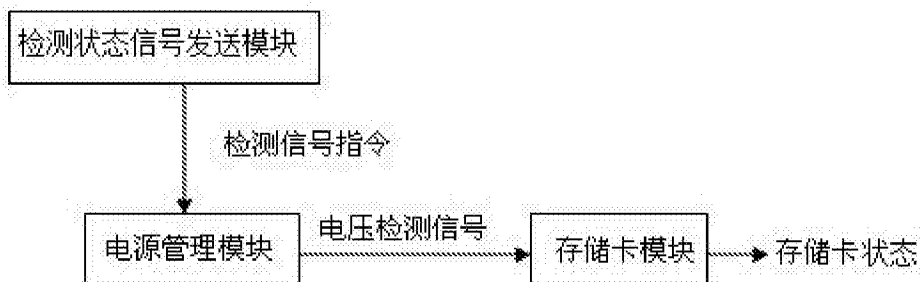 检测状态信号发送模块
检测信号指令
电源管理模块
电压检测信号
存储卡模块
存储卡状态